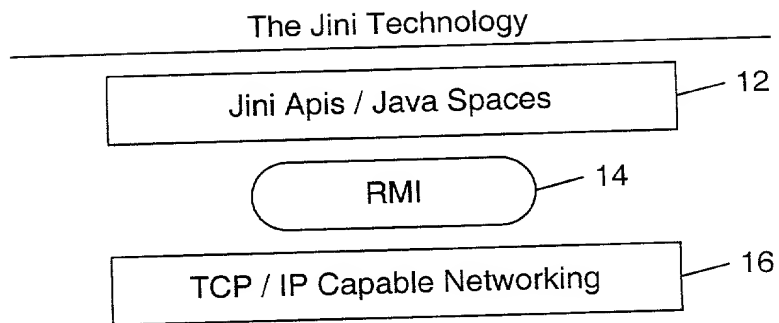 The Jini Technology
Jini Apis / Java Spaces
12
RMI
14
TCP / IP Capable Networking
16